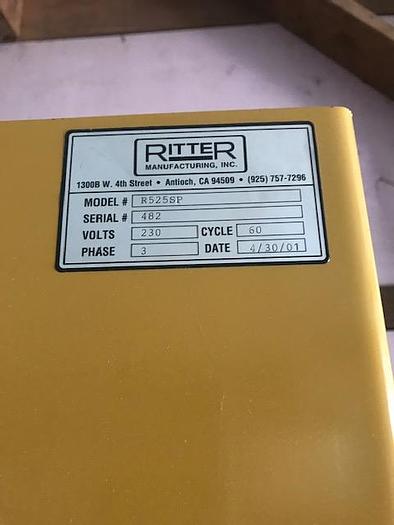 RITTER
MANUFACTURING, INC.
1300B W. 4th Street • Antioch, CA 94509 • (925) 757-7296
MODEL # R525SP
SERIAL # 482
VOLTS 230 CYCLE 60
PHASE 3 DATE 4/30/01